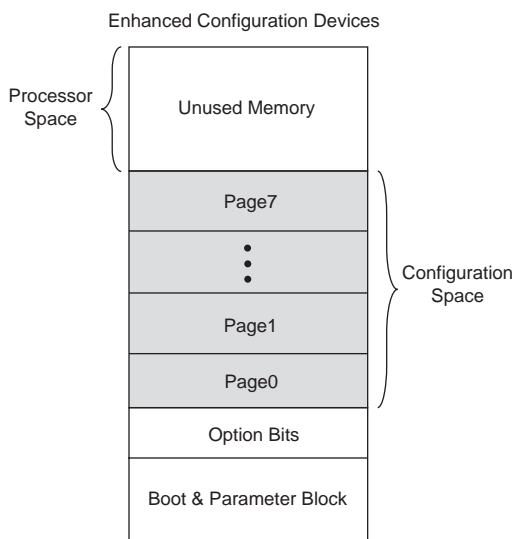 Enhanced Configuration Devices
Processor
Space
Unused Memory
Page7
Configuration
Space
Page1
Page0
Option Bits
Boot & Parameter Block